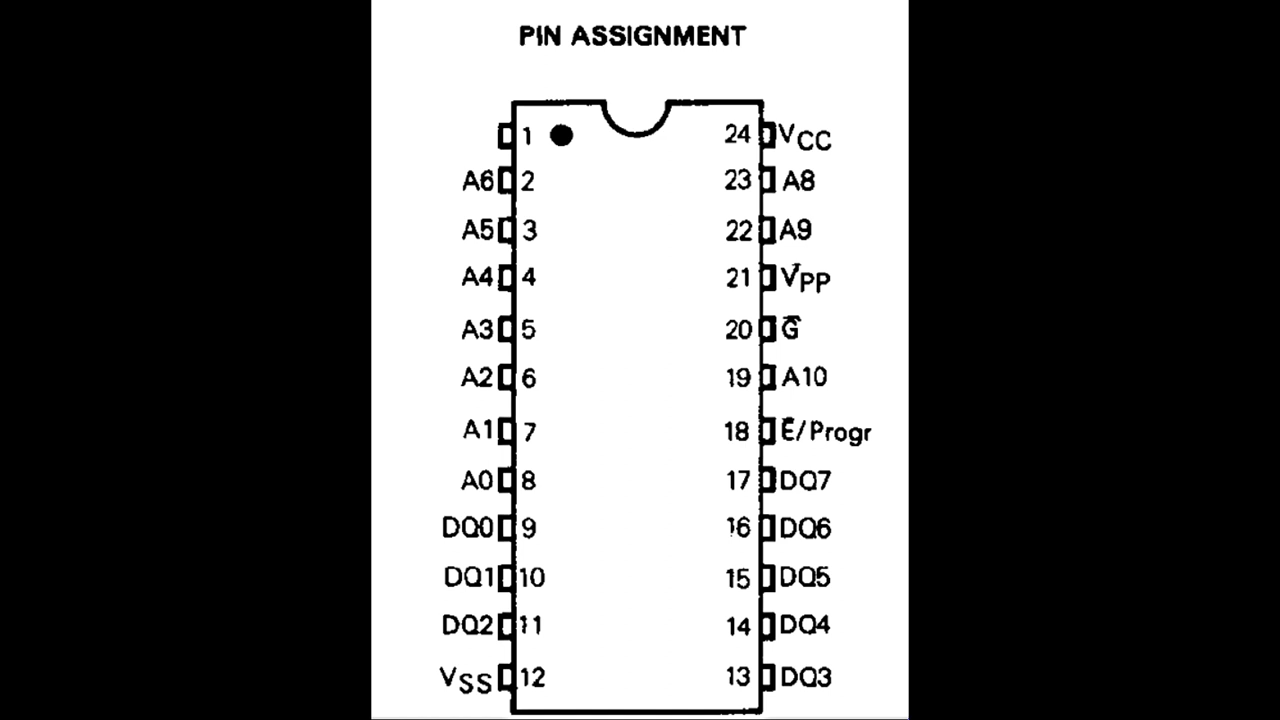 PIN ASSIGNMENT
1 24 VCC
A6 2 23 A8
A5 3 22 A9
A4 4 21 VPP
A3 5 20 G̅
A2 6 19 A10
A1 7 18 E̅/Progr
A0 8 17 DQ7
DQ0 9 16 DQ6
DQ1 10 15 DQ5
DQ2 11 14 DQ4
VSS 12 13 DQ3